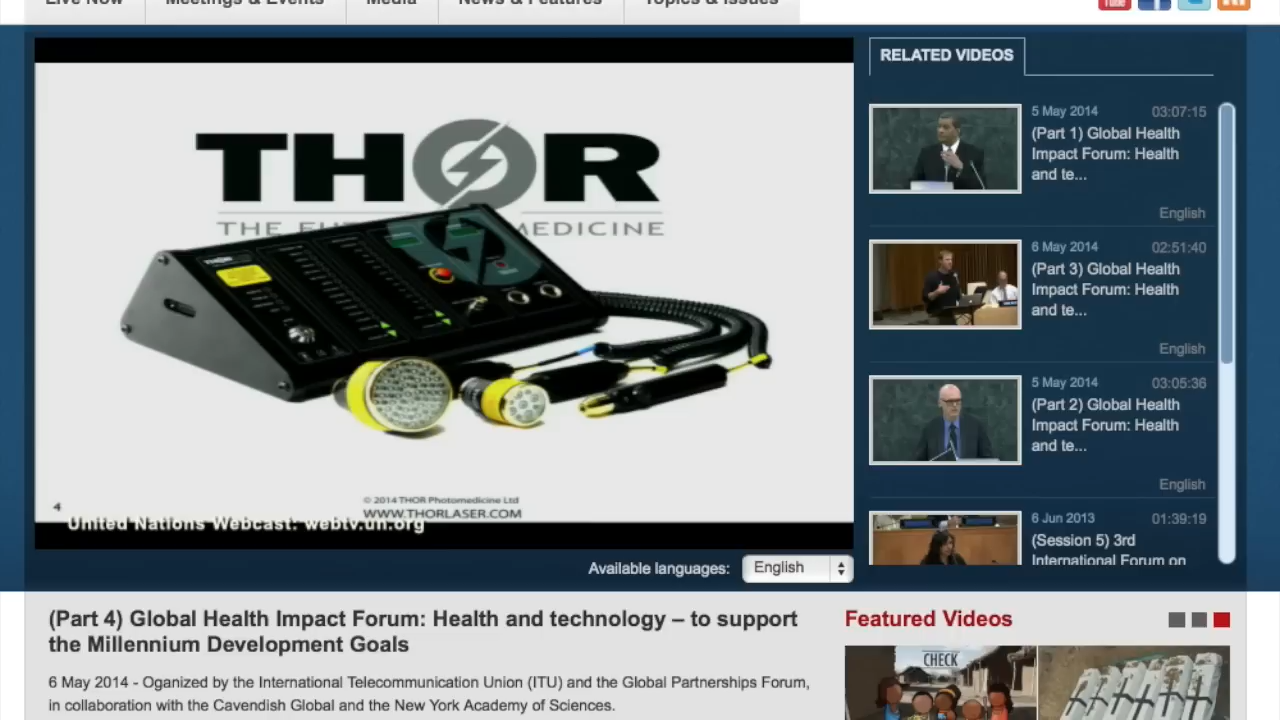 Live Now
Meetings & Events
Media
News & Features
Topics & Issues
THOR
THE FU
MEDICINE
4
© 2014 THOR Photomedicine Ltd
WWW.THORLASER.COM
United Nations Webcast: webtv.un.org
Available languages:
English
RELATED VIDEOS
5 May 2014
03:07:15
(Part 1) Global Health
Impact Forum: Health
and te...
English
6 May 2014
02:51:40
(Part 3) Global Health
Impact Forum: Health
and te...
English
5 May 2014
03:05:36
(Part 2) Global Health
Impact Forum: Health
and te...
English
6 Jun 2013
01:39:19
(Session 5) 3rd
International Forum on
(Part 4) Global Health Impact Forum: Health and technology – to support
the Millennium Development Goals
6 May 2014 - Oganized by the International Telecommunication Union (ITU) and the Global Partnerships Forum,
in collaboration with the Cavendish Global and the New York Academy of Sciences.
Featured Videos
CHECK